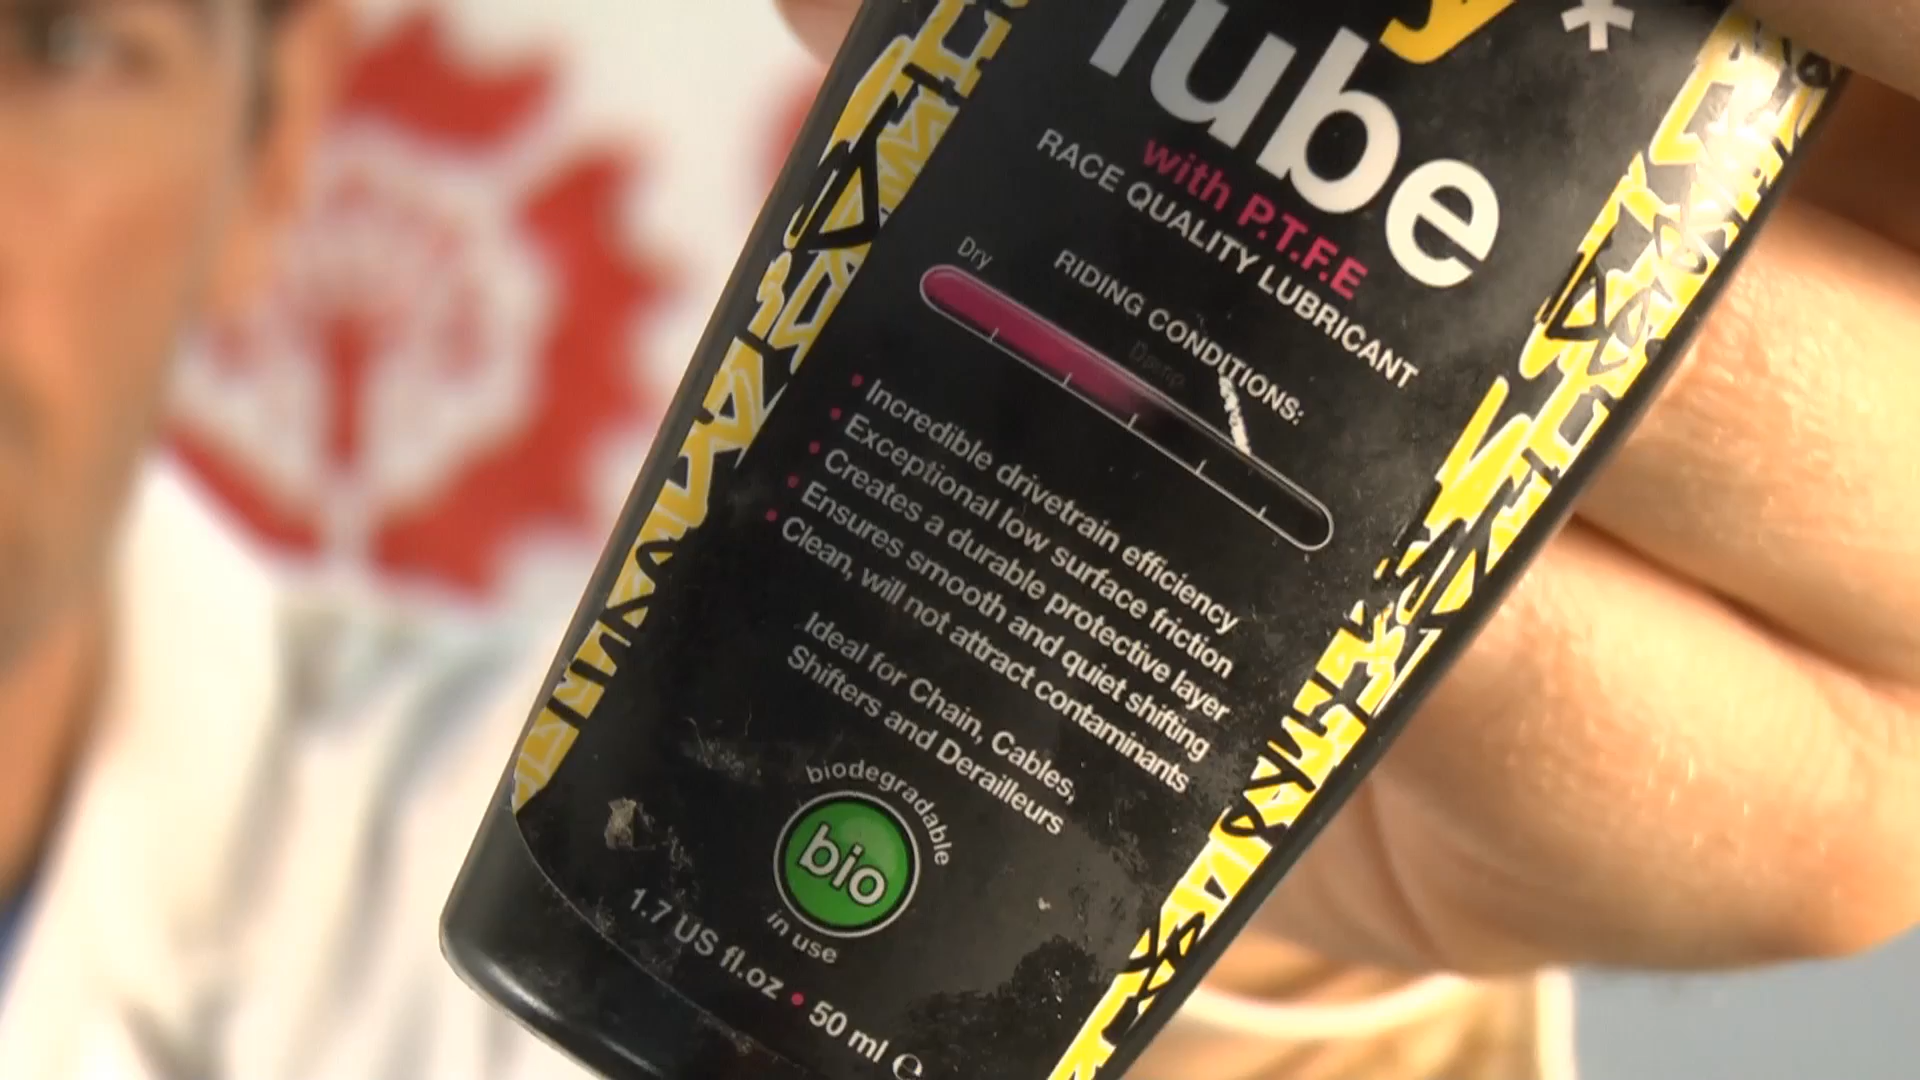 y*
lube
with P.T.F.E
RACE QUALITY LUBRICANT
RIDING CONDITIONS:
Dry
• Incredible drivetrain efficiency
• Exceptional low surface friction
• Creates a durable protective layer
• Ensures smooth and quiet shifting
• Clean, will not attract contaminants
Ideal for Chain, Cables,
Shifters and Derailleurs
biodegradable
bio
in use
1.7 US fl.oz • 50 ml ℮